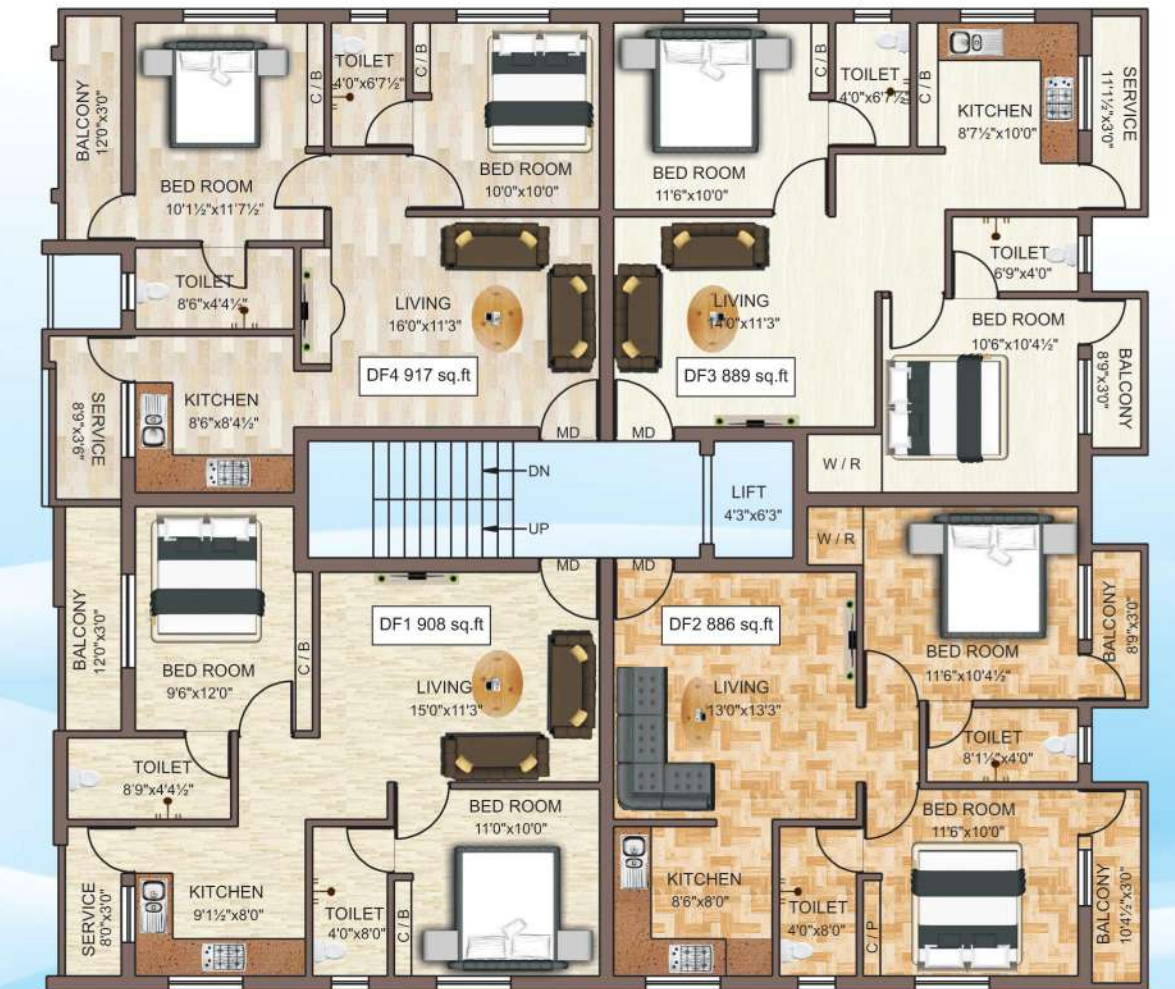 BALCONY
12'0"x3'0"
BED ROOM
10'1½"x11'7½"
C / B
TOILET
4'0"x6'7½"
C / B
BED ROOM
10'0"x10'0"
TOILET
8'6"x4'4½"
LIVING
16'0"x11'3"
DF4 917 sq.ft
SERVICE
8'9"x3'6"
KITCHEN
8'6"x8'4½"
MD
BED ROOM
11'6"x10'0"
C / B
TOILET
4'0"x6'7½"
C / B
KITCHEN
8'7½"x10'0"
SERVICE
11'1½"x3'0"
TOILET
6'9"x4'0"
LIVING
14'0"x11'3"
DF3 889 sq.ft
BED ROOM
10'6"x10'4½"
BALCONY
8'9"x3'0"
MD
W / R
DN
UP
LIFT
4'3"x6'3"
BALCONY
12'0"x3'0"
BED ROOM
9'6"x12'0"
C / B
MD
DF1 908 sq.ft
LIVING
15'0"x11'3"
TOILET
8'9"x4'4½"
BED ROOM
11'0"x10'0"
SERVICE
8'0"x3'0"
KITCHEN
9'1½"x8'0"
TOILET
4'0"x8'0"
C / B
MD
W / R
DF2 886 sq.ft
LIVING
13'0"x13'3"
BED ROOM
11'6"x10'4½"
BALCONY
8'9"x3'0"
TOILET
8'1½"x4'0"
BED ROOM
11'6"x10'0"
KITCHEN
8'6"x8'0"
TOILET
4'0"x8'0"
C / P
BALCONY
10'4½"x3'0"